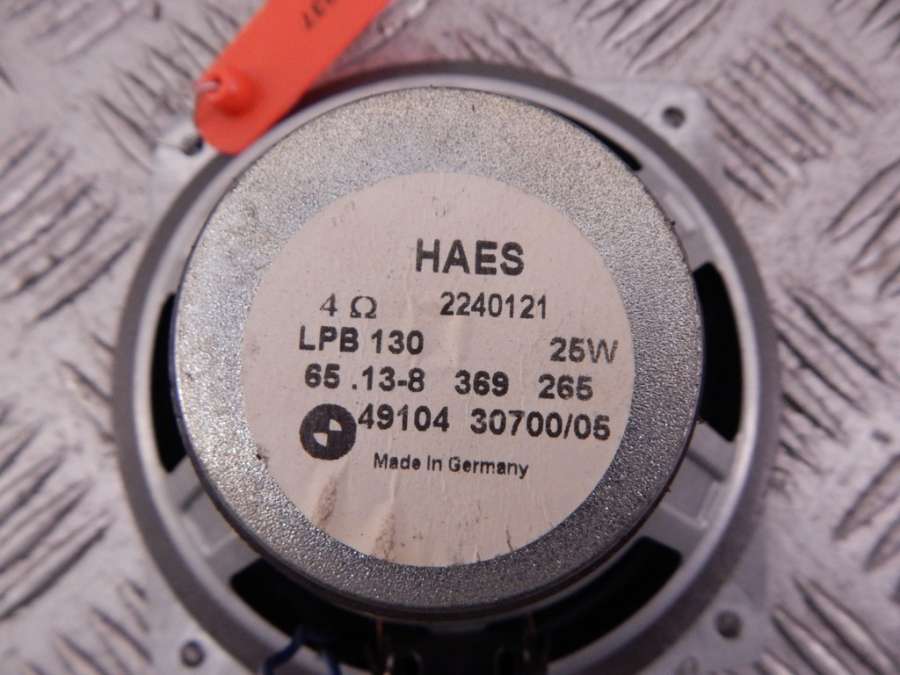 HAES
4 Ω 2240121
LPB 130 25W
65 .13-8 369 265
49104 30700/05
Made In Germany